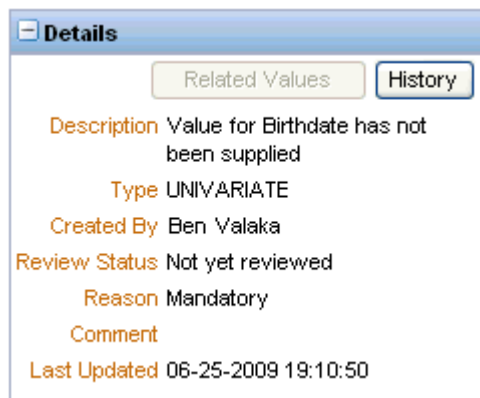 Details
Related Values History
Description Value for Birthdate has not
been supplied
Type UNIVARIATE
Created By Ben Valaka
Review Status Not yet reviewed
Reason Mandatory
Comment
Last Updated 06-25-2009 19:10:50